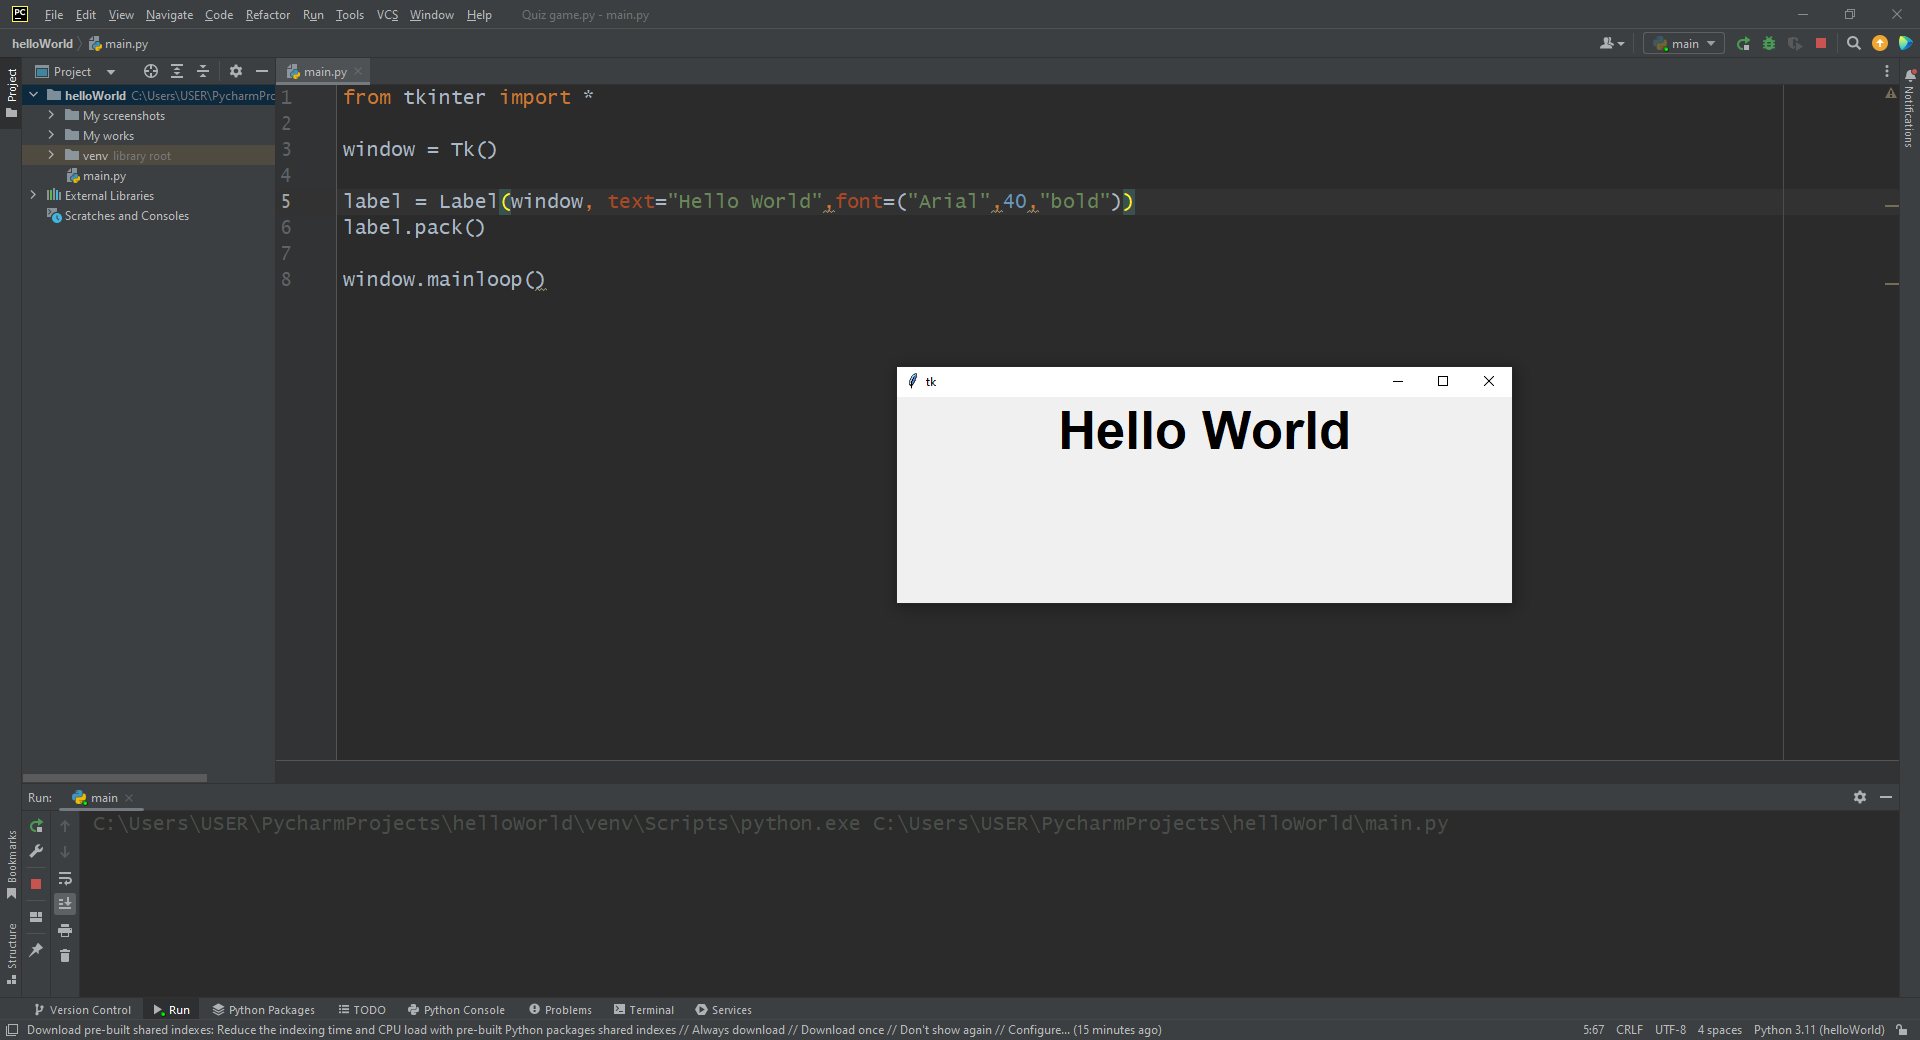 PC File Edit View Navigate Code Refactor Run Tools VCS Window Help Quiz game.py - main.py
helloWorld main.py main
Project main.py
Project
Notifications
helloWorld C:\Users\USER\PycharmPrc
My screenshots
My works
venv library root
main.py
External Libraries
Scratches and Consoles
1 from tkinter import *
2
3 window = Tk()
4
5 label = Label(window, text="Hello World",font=("Arial",40,"bold"))
6 label.pack()
7
8 window.mainloop()
tk
Hello World
Run: main
C:\Users\USER\PycharmProjects\helloWorld\venv\Scripts\python.exe C:\Users\USER\PycharmProjects\helloWorld\main.py
Bookmarks
Structure
Version Control Run Python Packages TODO Python Console Problems Terminal Services
Download pre-built shared indexes: Reduce the indexing time and CPU load with pre-built Python packages shared indexes // Always download // Download once // Don't show again // Configure... (15 minutes ago) 5:67 CRLF UTF-8 4 spaces Python 3.11 (helloWorld)